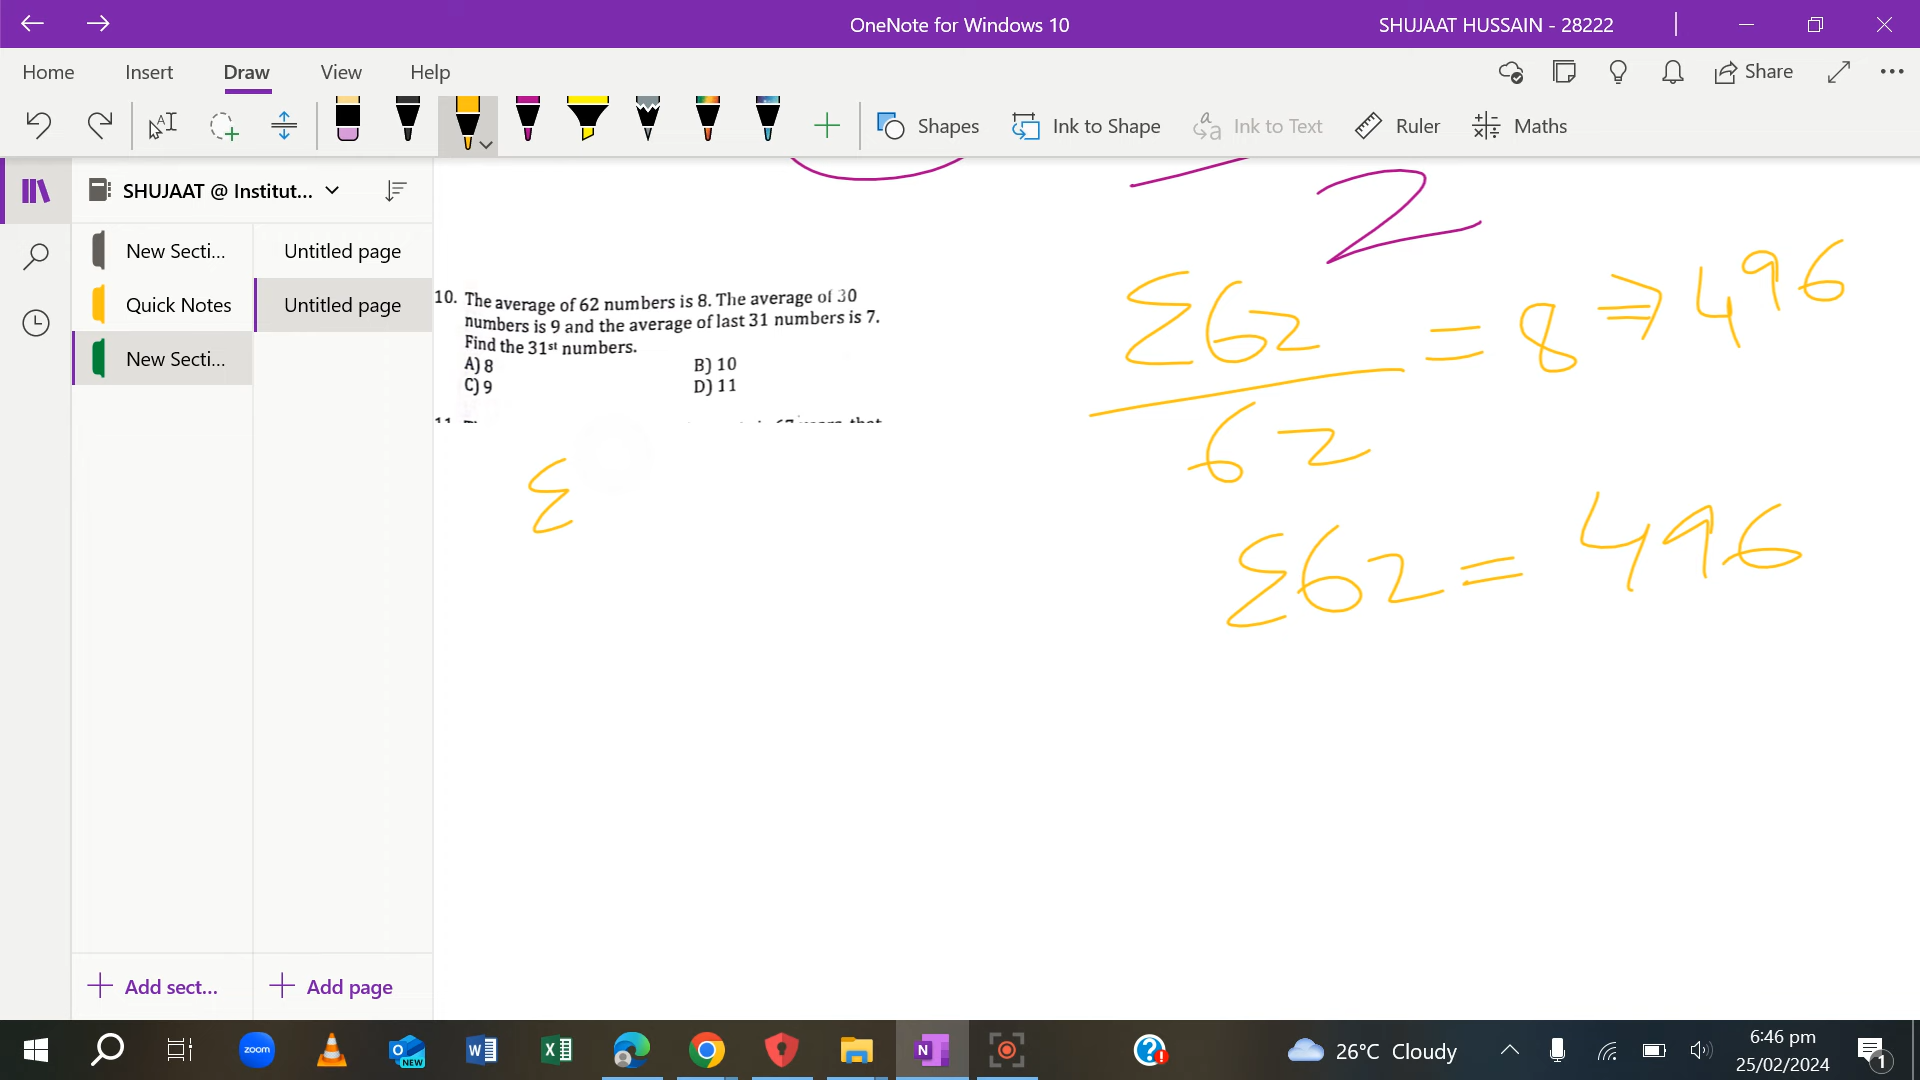 OneNote for Windows 10
SHUJAAT HUSSAIN - 28222
Home Insert Draw View Help
Share
Shapes Ink to Shape Ink to Text Ruler Maths
SHUJAAT @ Institut...
New Secti...
Quick Notes
New Secti...
Untitled page
Untitled page
2
10. The average of 62 numbers is 8. The average of 30
numbers is 9 and the average of last 31 numbers is 7.
Find the 31st numbers.
A) 8 B) 10
C) 9 D) 11
Σ62
62
= 8 ⇒ 496
Σ
Σ62 = 496
Add sect...
Add page
zoom
NEW
26°C Cloudy
6:46 pm
25/02/2024
1